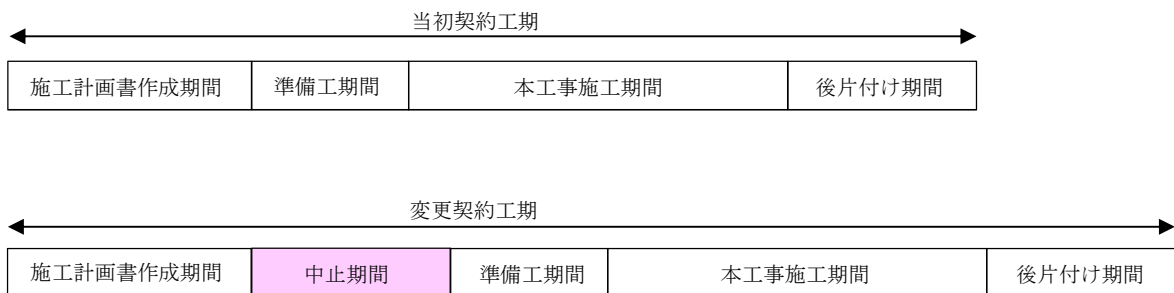 当初契約工期
施工計画書作成期間 準備工期間 本工事施工期間 後片付け期間
変更契約工期
施工計画書作成期間 中止期間 準備工期間 本工事施工期間 後片付け期間